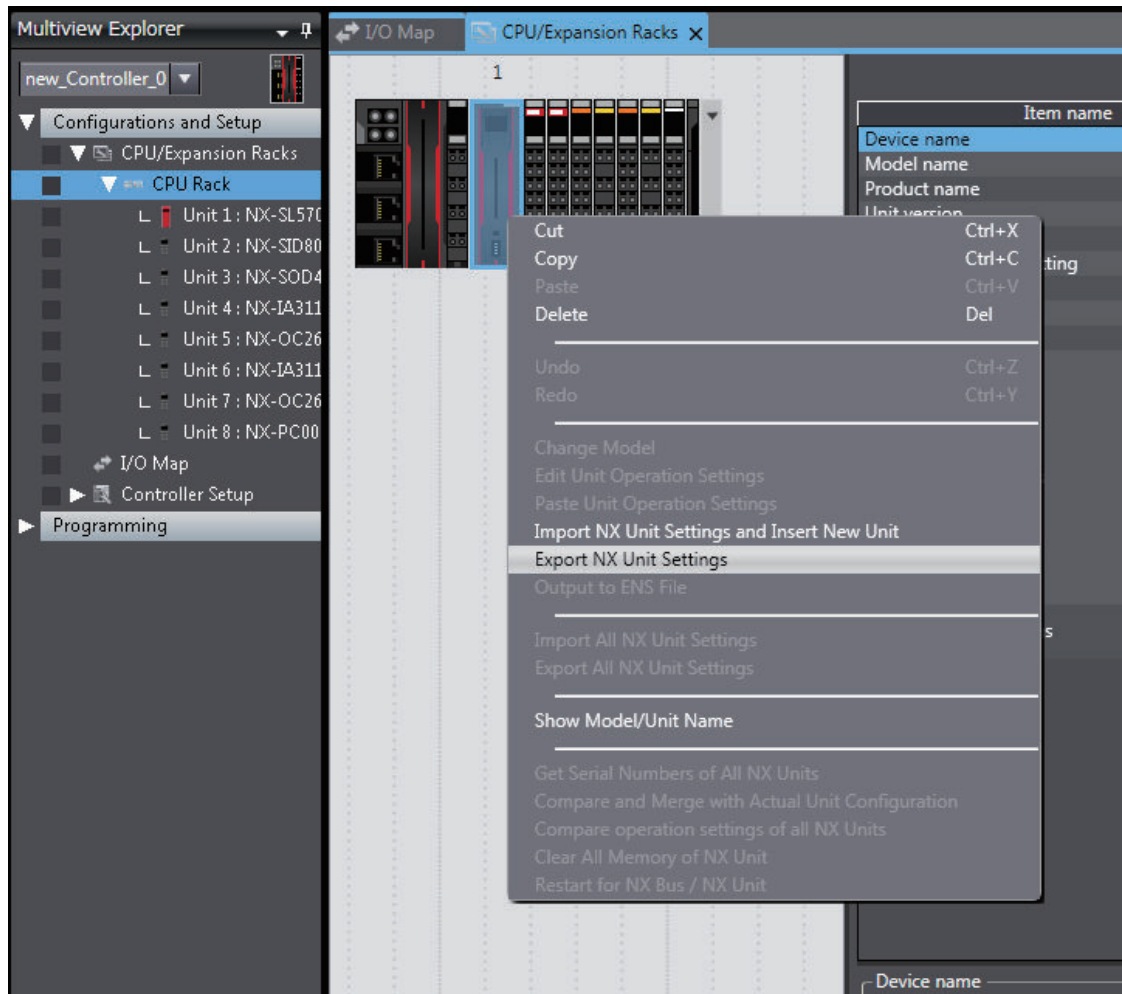 Multiview Explorer
new_Controller_0
Configurations and Setup
CPU/Expansion Racks
CPU Rack
Unit 1 : NX-SL570
Unit 2 : NX-SID80
Unit 3 : NX-SOD4
Unit 4 : NX-IA311
Unit 5 : NX-OC26
Unit 6 : NX-IA311
Unit 7 : NX-OC26
Unit 8 : NX-PC00
I/O Map
Controller Setup
Programming
I/O Map
CPU/Expansion Racks
1
Cut Ctrl+X
Copy Ctrl+C
Paste Ctrl+V
Delete Del
Undo Ctrl+Z
Redo Ctrl+Y
Change Model
Edit Unit Operation Settings
Paste Unit Operation Settings
Import NX Unit Settings and Insert New Unit
Export NX Unit Settings
Output to ENS File
Import All NX Unit Settings
Export All NX Unit Settings
Show Model/Unit Name
Get Serial Numbers of All NX Units
Compare and Merge with Actual Unit Configuration
Compare operation settings of all NX Units
Clear All Memory of NX Unit
Restart for NX Bus / NX Unit
Item name
Device name
Model name
Product name
Unit version
ting
s
Device name